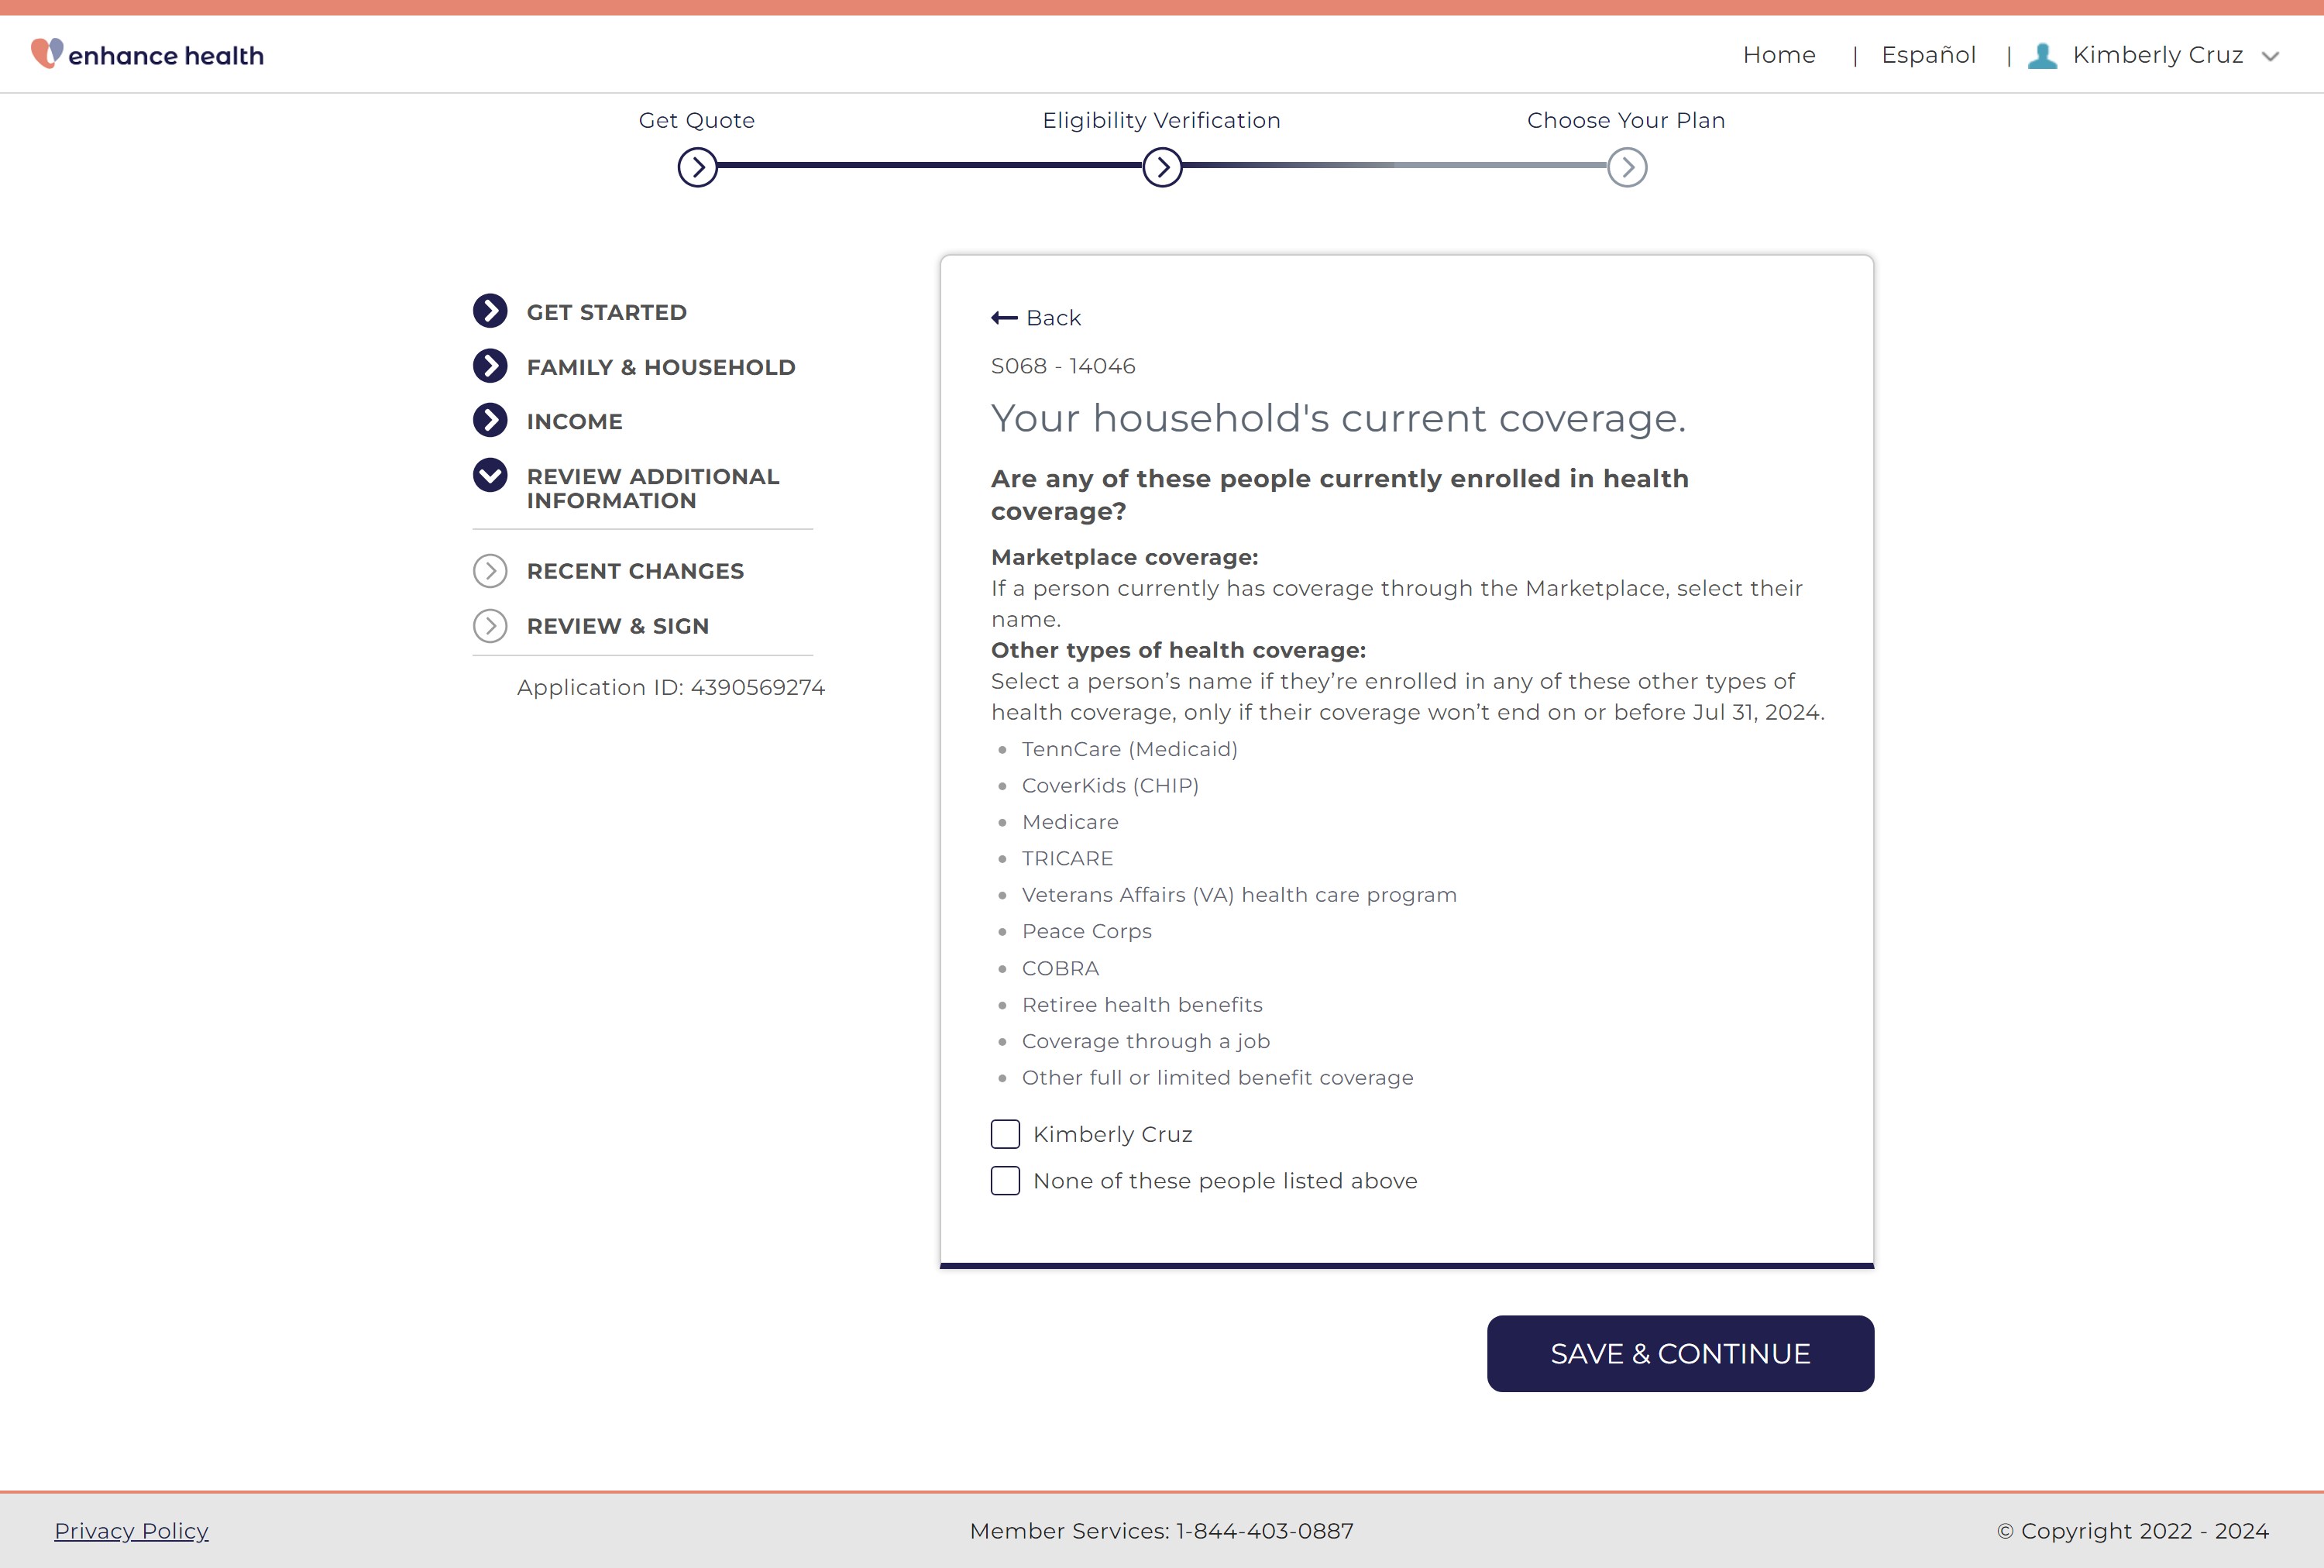 enhance health
Home | Español | Kimberly Cruz
Get Quote
Eligibility Verification
Choose Your Plan
GET STARTED
FAMILY & HOUSEHOLD
INCOME
REVIEW ADDITIONAL
INFORMATION
RECENT CHANGES
REVIEW & SIGN
Application ID: 4390569274
Back
S068 - 14046
Your household's current coverage.
Are any of these people currently enrolled in health
coverage?
Marketplace coverage:
If a person currently has coverage through the Marketplace, select their
name.
Other types of health coverage:
Select a person’s name if they’re enrolled in any of these other types of
health coverage, only if their coverage won’t end on or before Jul 31, 2024.
TennCare (Medicaid)
CoverKids (CHIP)
Medicare
TRICARE
Veterans Affairs (VA) health care program
Peace Corps
COBRA
Retiree health benefits
Coverage through a job
Other full or limited benefit coverage
Kimberly Cruz
None of these people listed above
SAVE & CONTINUE
Privacy Policy
Member Services: 1-844-403-0887
© Copyright 2022 - 2024